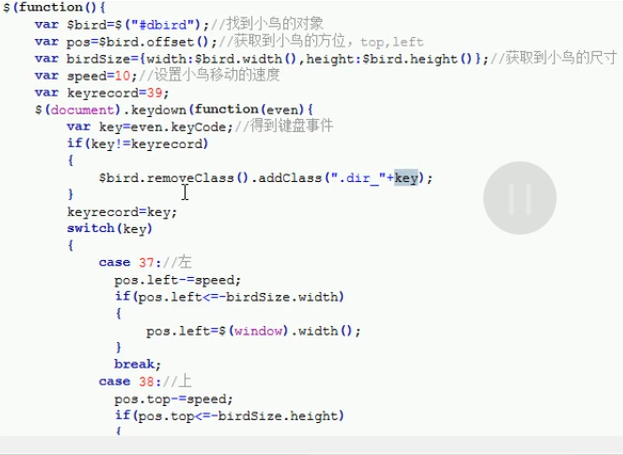 $(function(){
var $bird=$("#dbird");//找到小鸟的对象
var pos=$bird.offset();//获取到小鸟的方位，top,left
var birdSize={width:$bird.width(),height:$bird.height()};//获取到小鸟的尺寸
var speed=10;//设置小鸟移动的速度
var keyrecord=39;
$(document).keydown(function(even){
var key=even.keyCode;//得到键盘事件
if(key!=keyrecord)
{
$bird.removeClass().addClass(".dir_"+key);
}
keyrecord=key;
switch(key)
{
case 37://左
pos.left-=speed;
if(pos.left<=-birdSize.width)
{
pos.left=$(window).width();
}
break;
case 38://上
pos.top-=speed;
if(pos.top<=-birdSize.height)
{